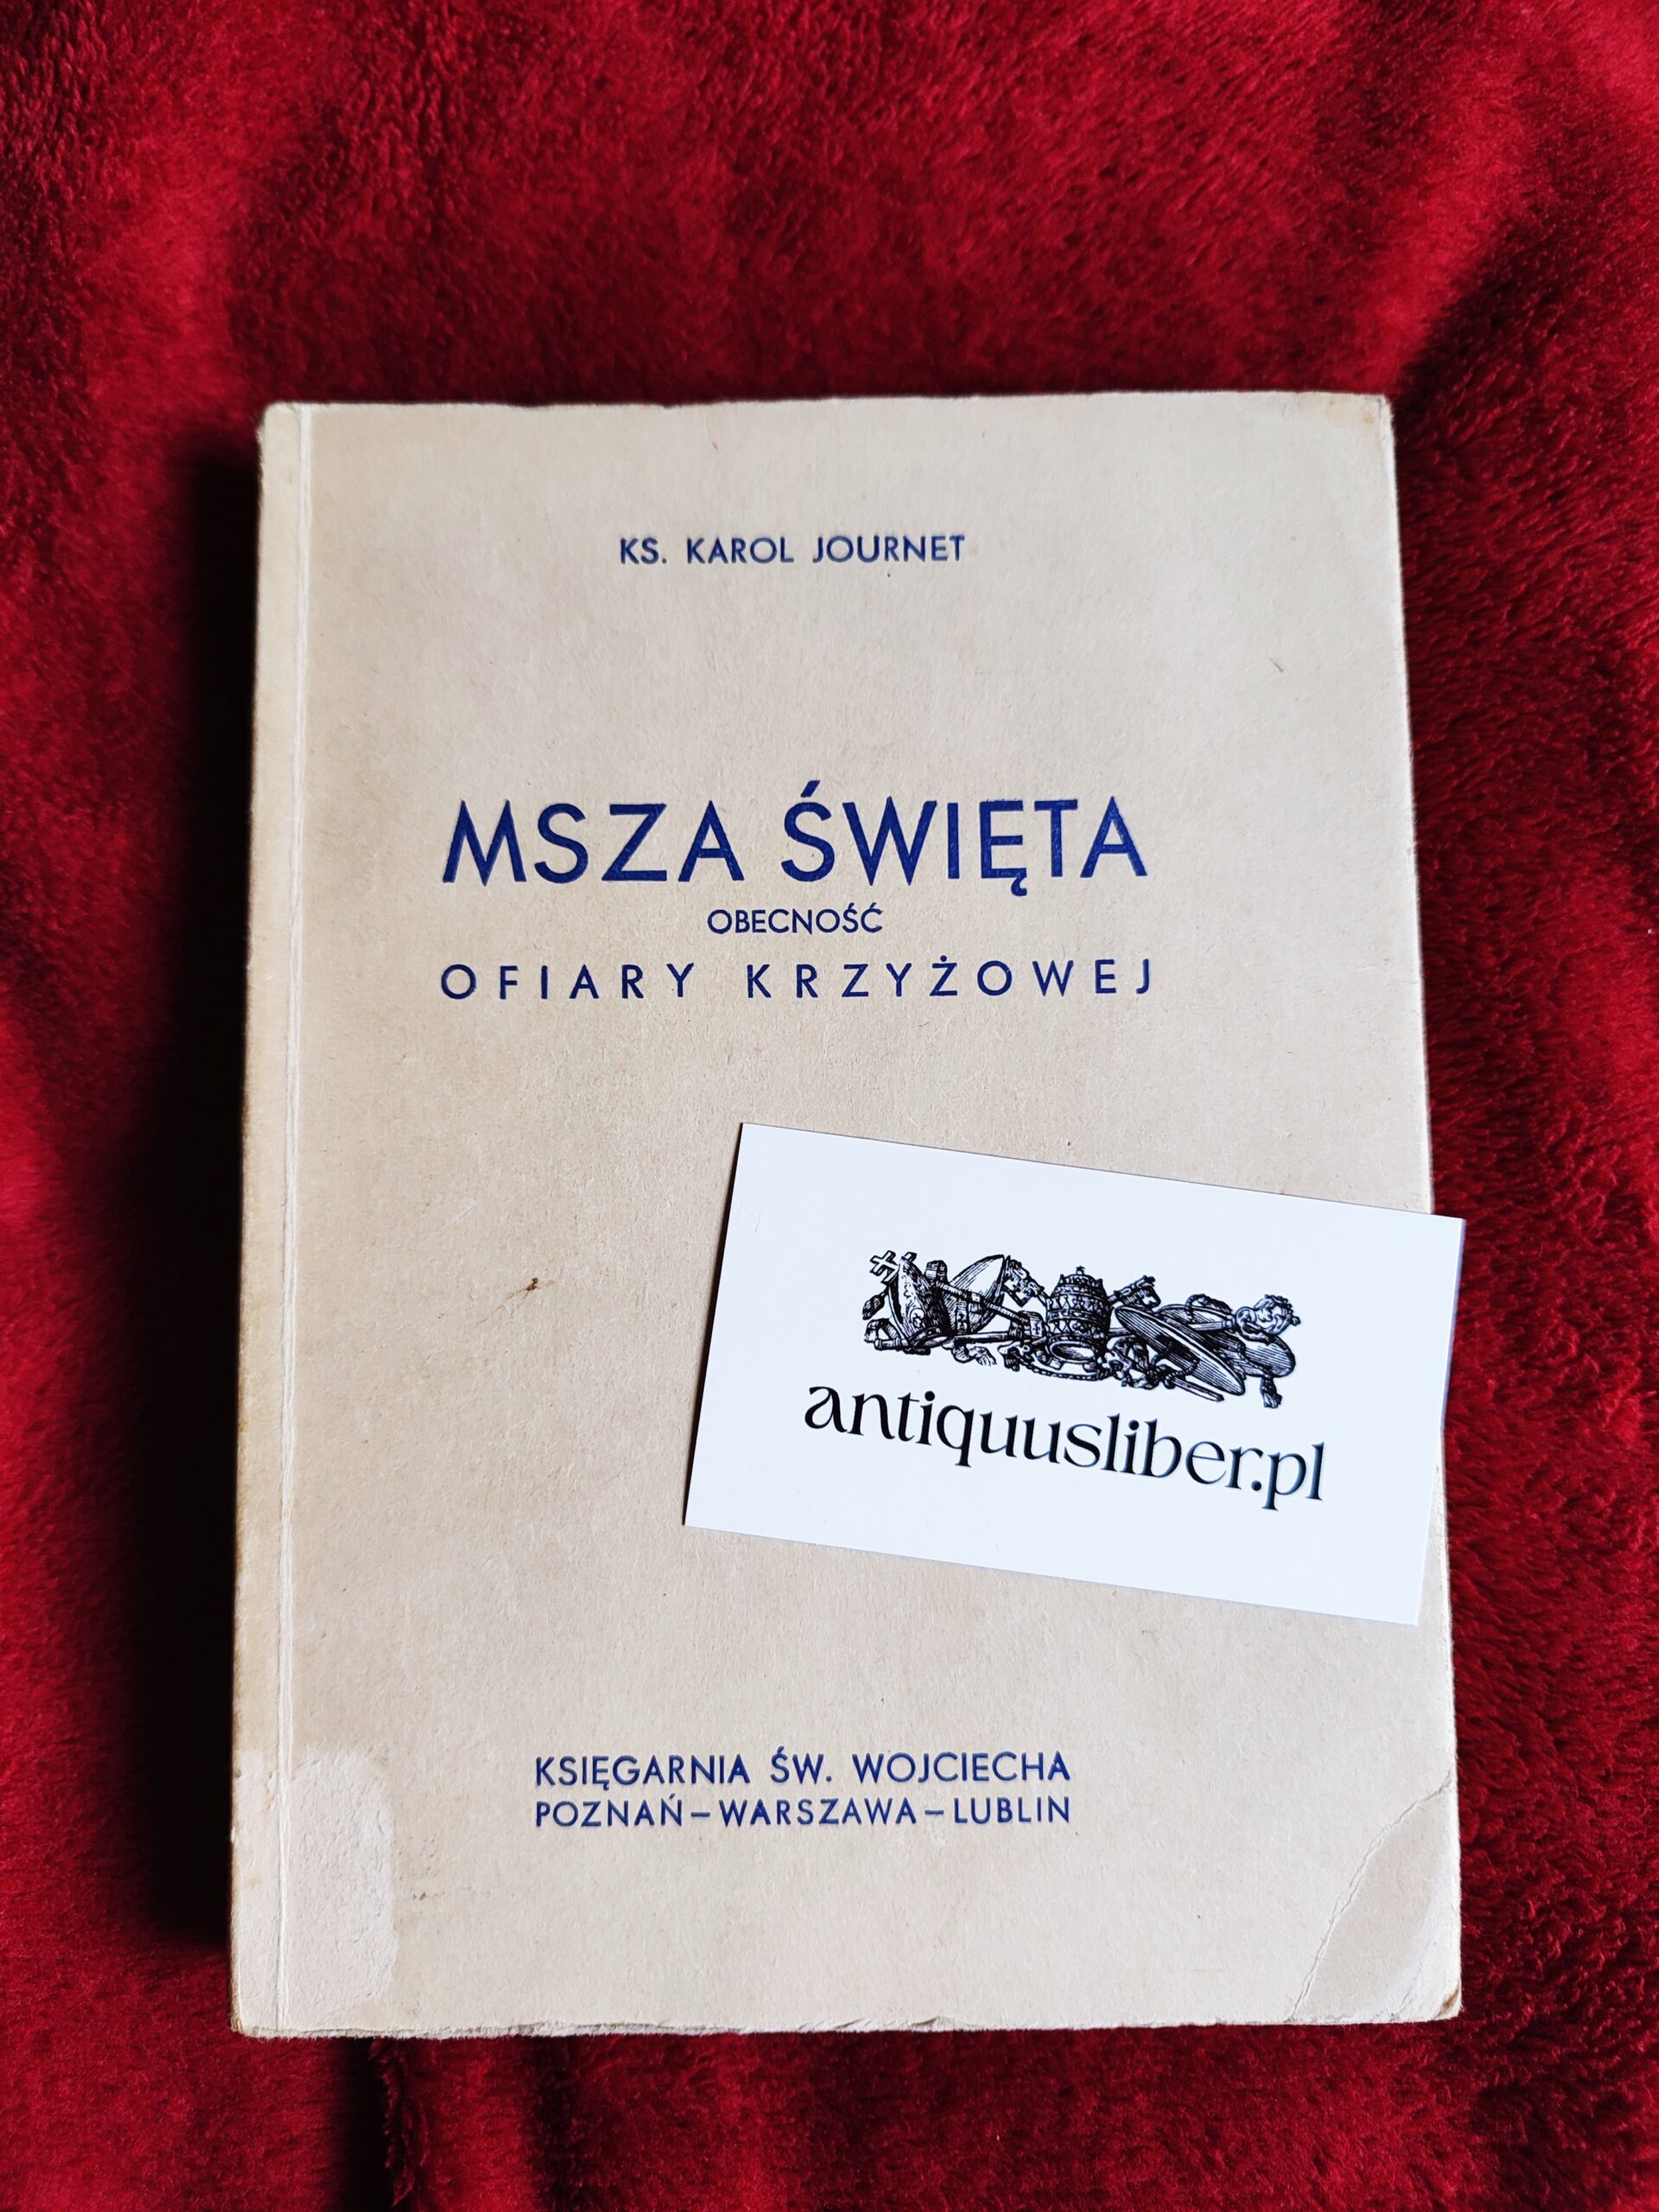 KS. KAROL JOURNET
MSZA ŚWIĘTA
OBECNOŚĆ
OFIARY KRZYŻOWEJ
antiquusliber.pl
KSIĘGARNIA ŚW. WOJCIECHA
POZNAŃ–WARSZAWA–LUBLIN